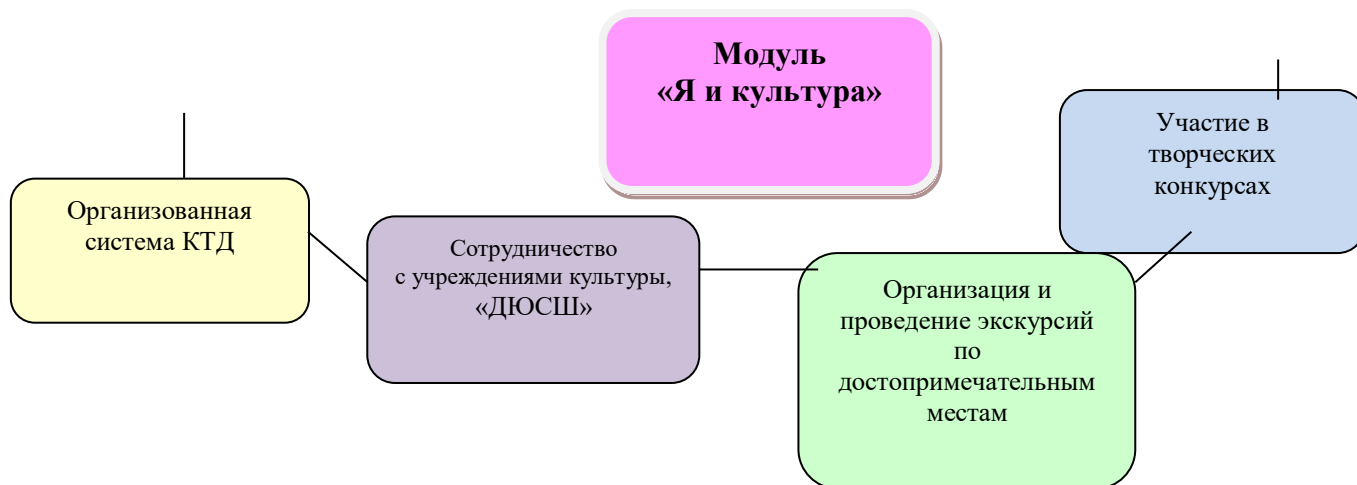 Модуль
«Я и культура»
Организованная
система КТД
Сотрудничество
с учреждениями культуры,
«ДЮСШ»
Организация и
проведение экскурсий
по
достопримечательным
местам
Участие в
творческих
конкурсах